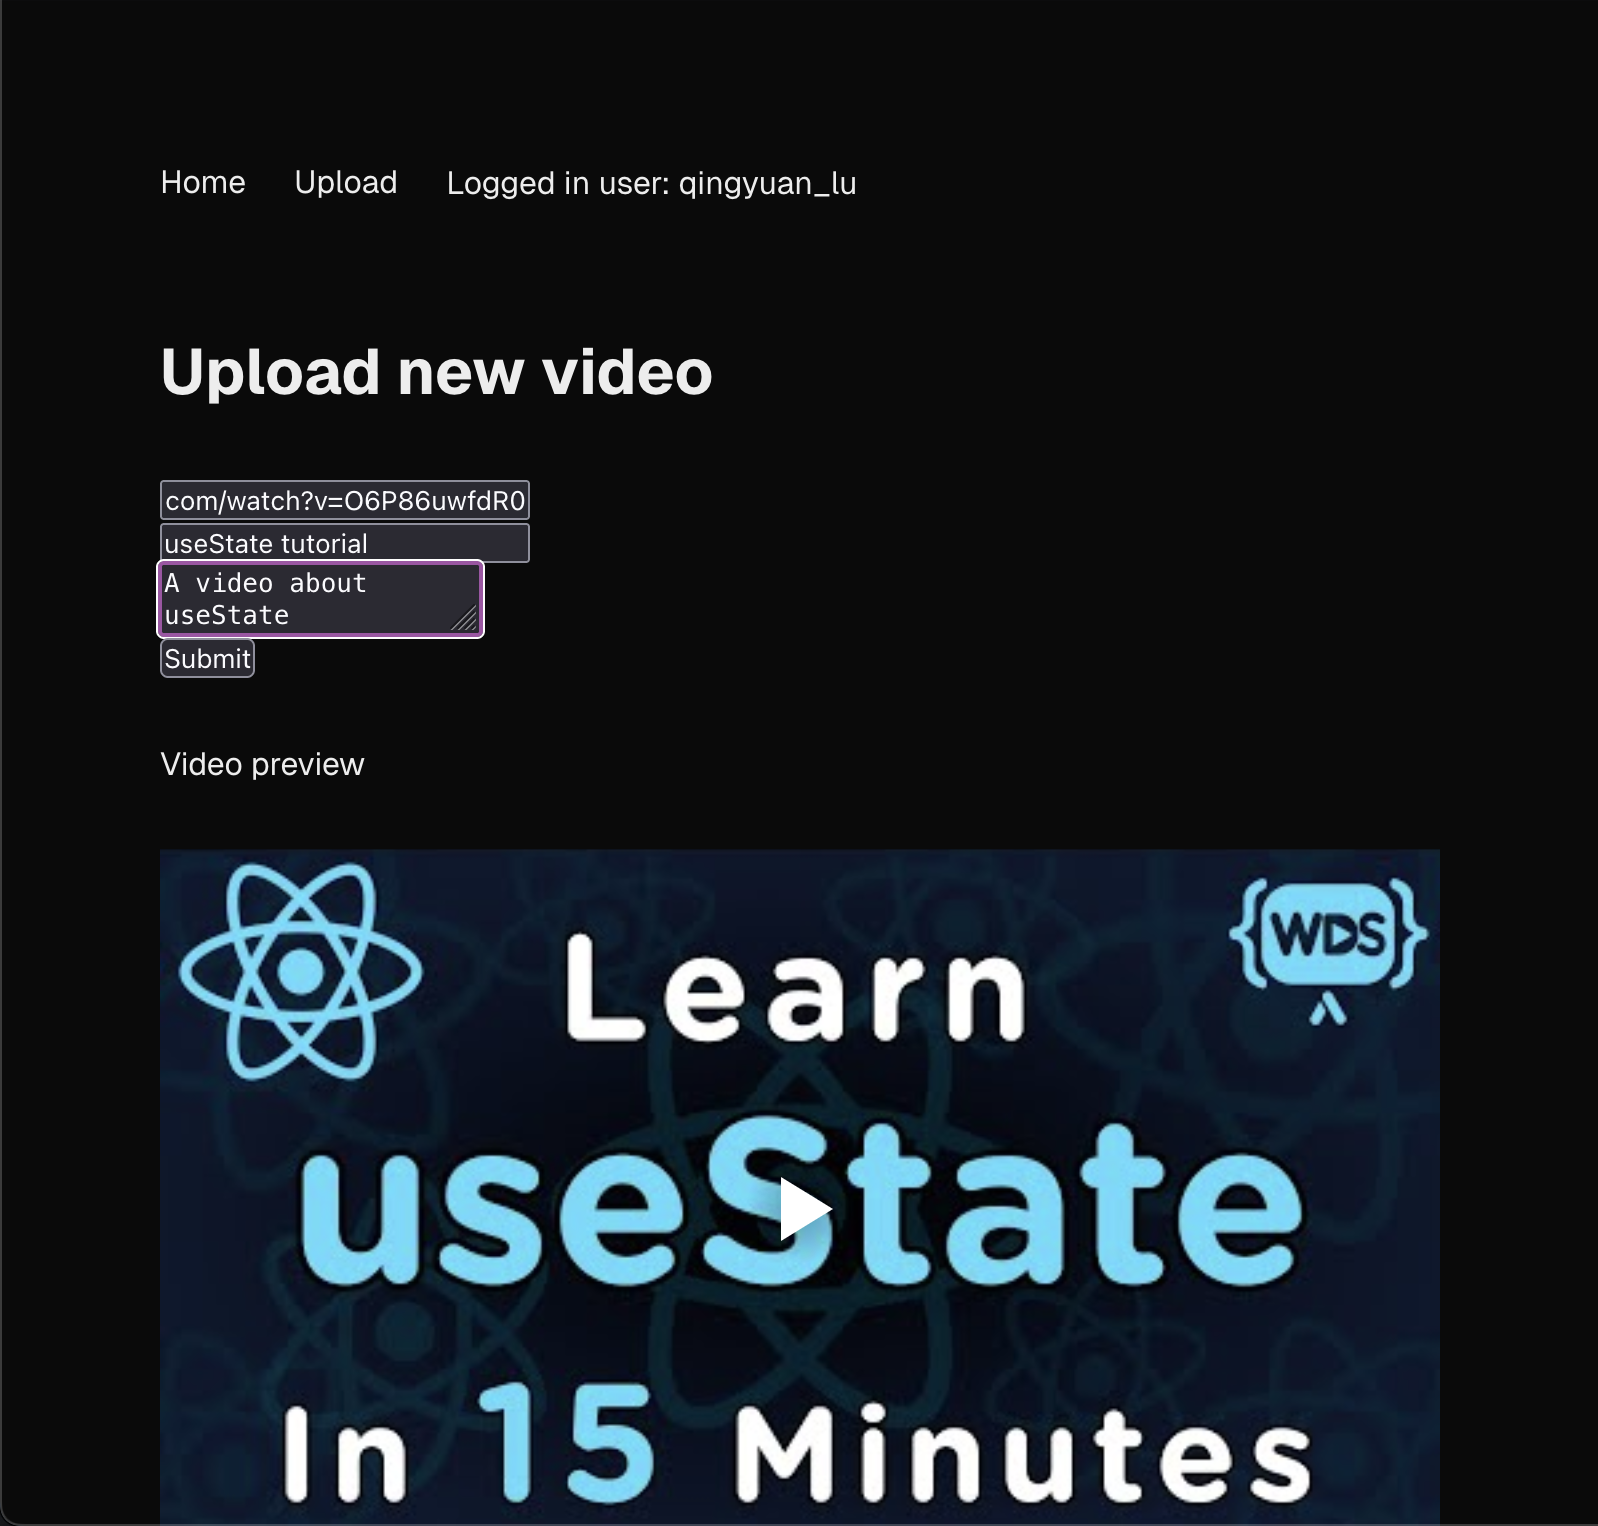 Home Upload Logged in user: qingyuan_lu
Upload new video
com/watch?v=O6P86uwfdR0
useState tutorial
A video about
useState
Submit
Video preview
{WDS}
Learn
useState
In 15 Minutes